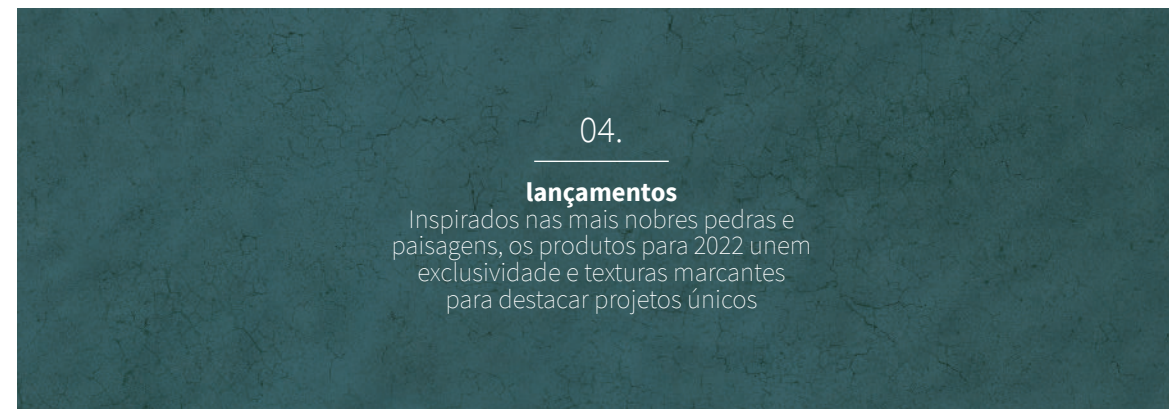 04.
lançamentos
Inspirados nas mais nobres pedras e
paisagens, os produtos para 2022 unem
exclusividade e texturas marcantes
para destacar projetos únicos